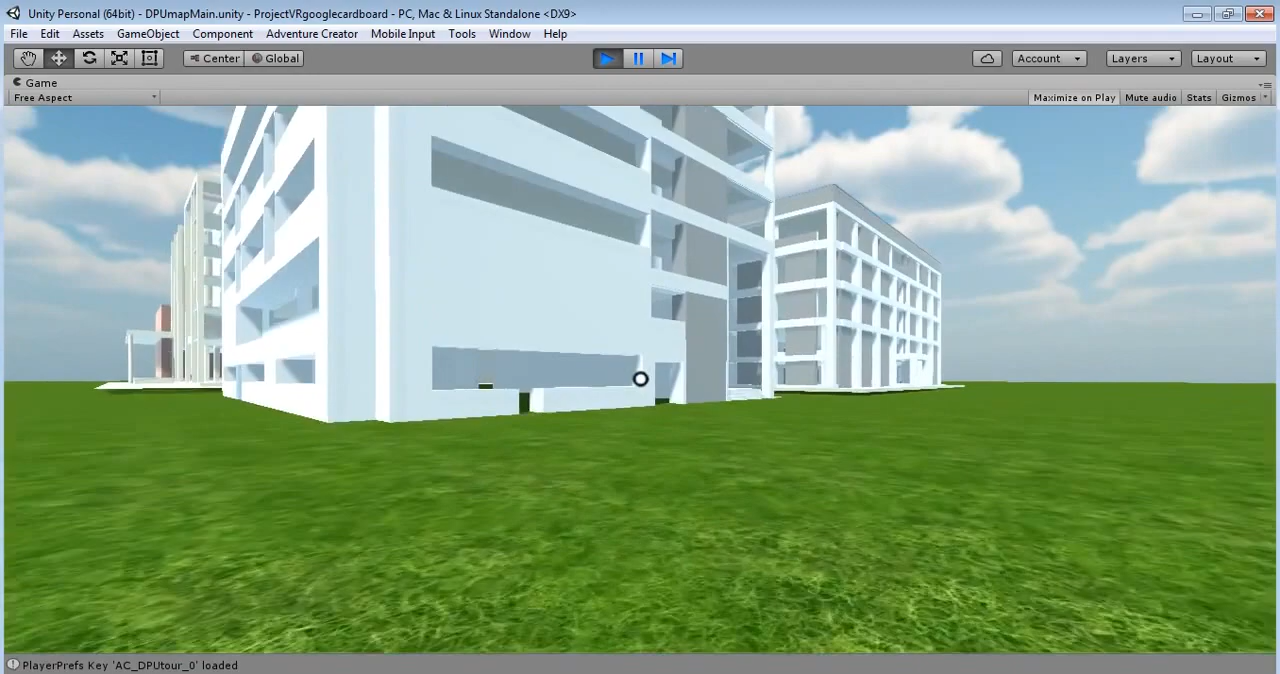 Unity Personal (64bit) - DPUmapMain.unity - ProjectVRgooglecardboard - PC, Mac & Linux Standalone <DX9>
File Edit Assets GameObject Component Adventure Creator Mobile Input Tools Window Help
Center Global Account Layers Layout
Game
Free Aspect Maximize on Play Mute audio Stats Gizmos
PlayerPrefs Key 'AC_DPUtour_0' loaded